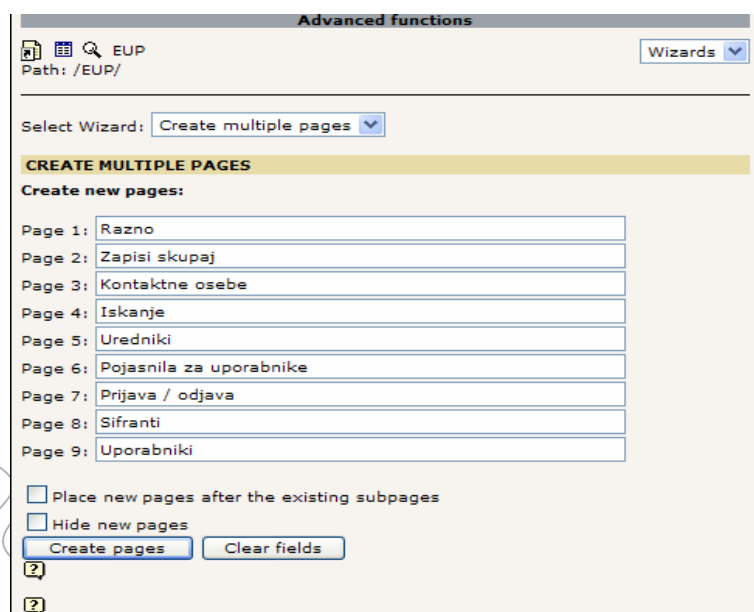 Advanced functions
EUP Wizards
Path: /EUP/
Select Wizard: Create multiple pages
CREATE MULTIPLE PAGES
Create new pages:
Page 1: Razno
Page 2: Zapisi skupaj
Page 3: Kontaktne osebe
Page 4: Iskanje
Page 5: Uredniki
Page 6: Pojasnila za uporabnike
Page 7: Prijava / odjava
Page 8: Sifranti
Page 9: Uporabniki
Place new pages after the existing subpages
Hide new pages
Create pages Clear fields
?
?